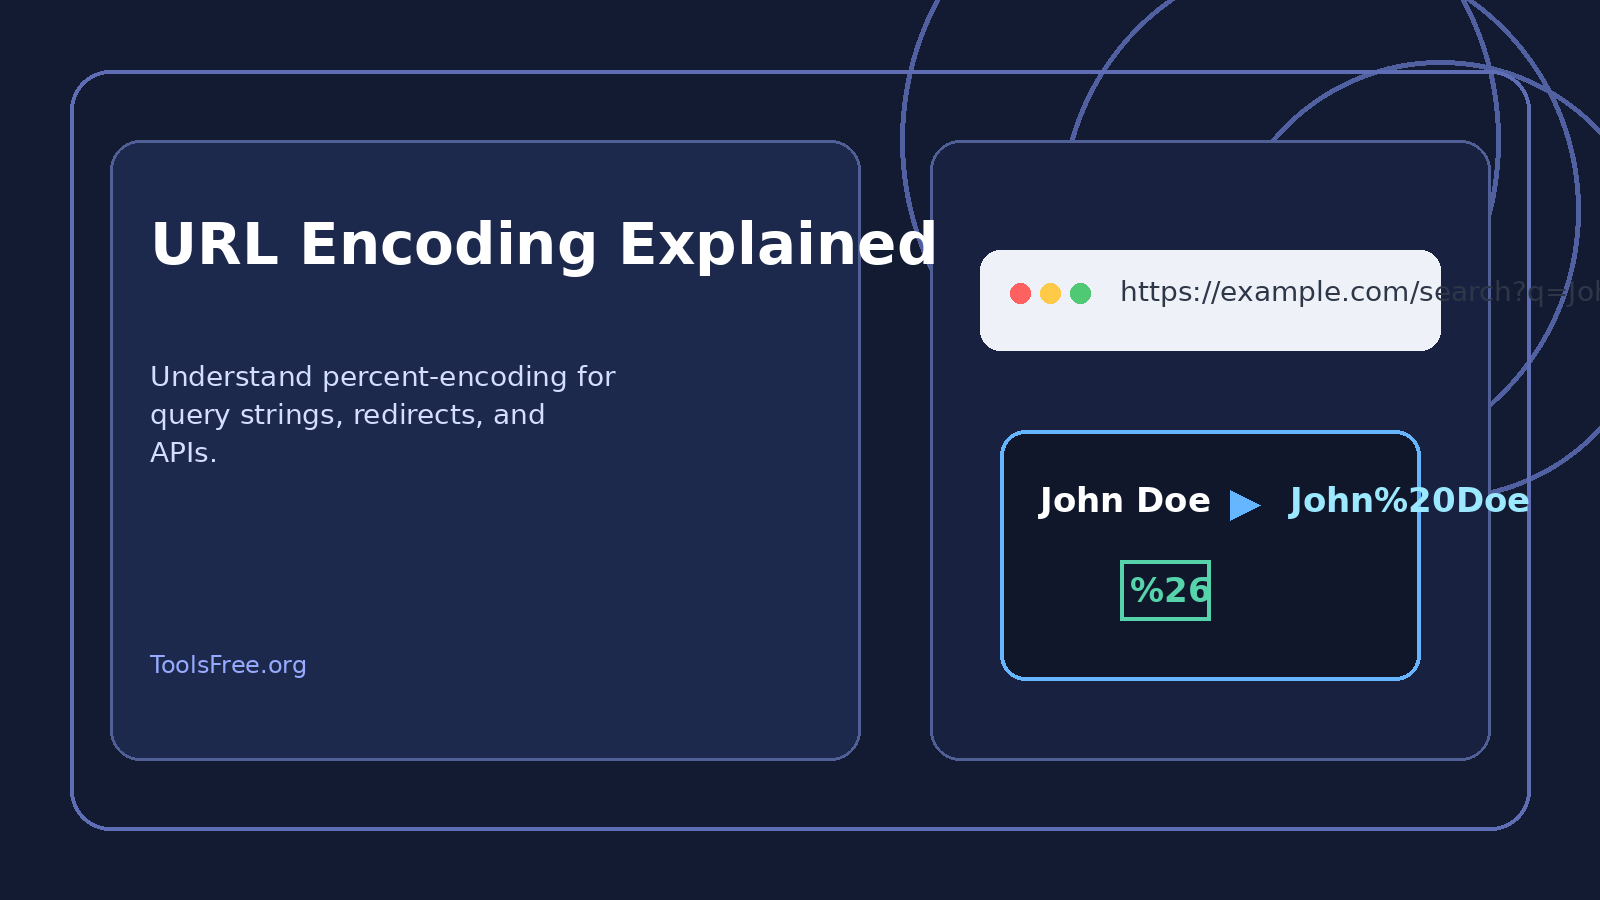 URL Encoding Explained
Understand percent-encoding for
query strings, redirects, and
APIs.
ToolsFree.org
https://example.com/search?q=Joh
John Doe ▶ John%20Doe
%26